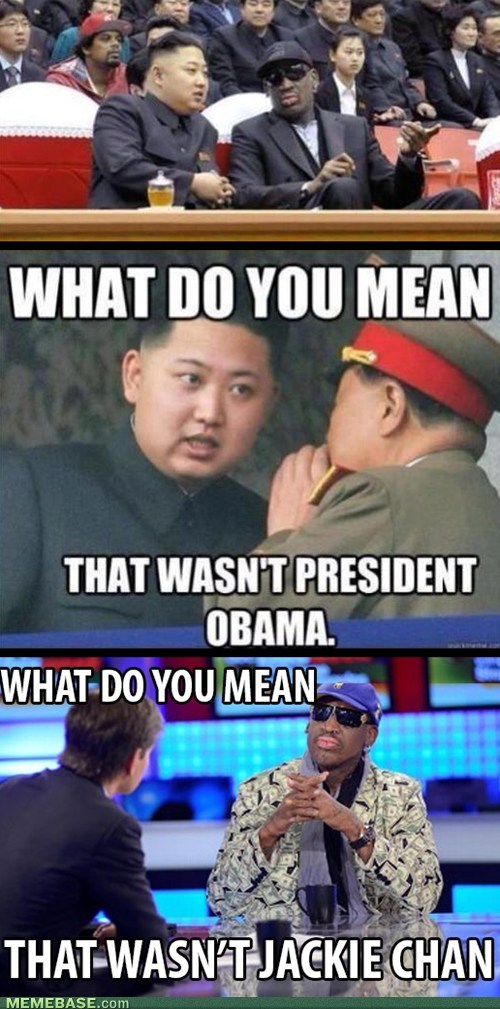 WHAT DO YOU MEAN
THAT WASN'T PRESIDENT
OBAMA.
WHAT DO YOU MEAN
THAT WASN'T JACKIE CHAN
MEMEBASE.com